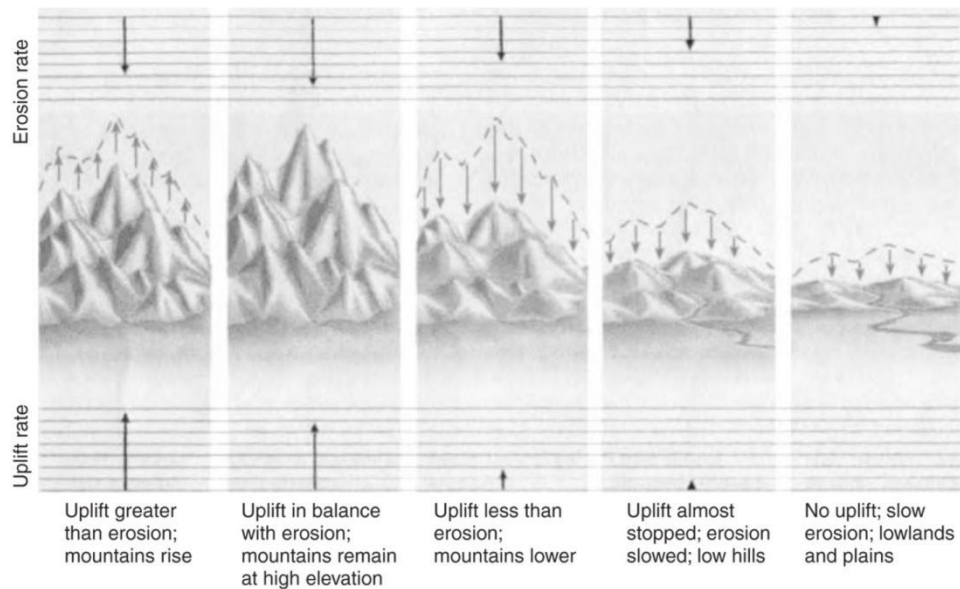 Erosion rate
Uplift rate
Uplift greater
than erosion;
mountains rise
Uplift in balance
with erosion;
mountains remain
at high elevation
Uplift less than
erosion;
mountains lower
Uplift almost
stopped; erosion
slowed; low hills
No uplift; slow
erosion; lowlands
and plains